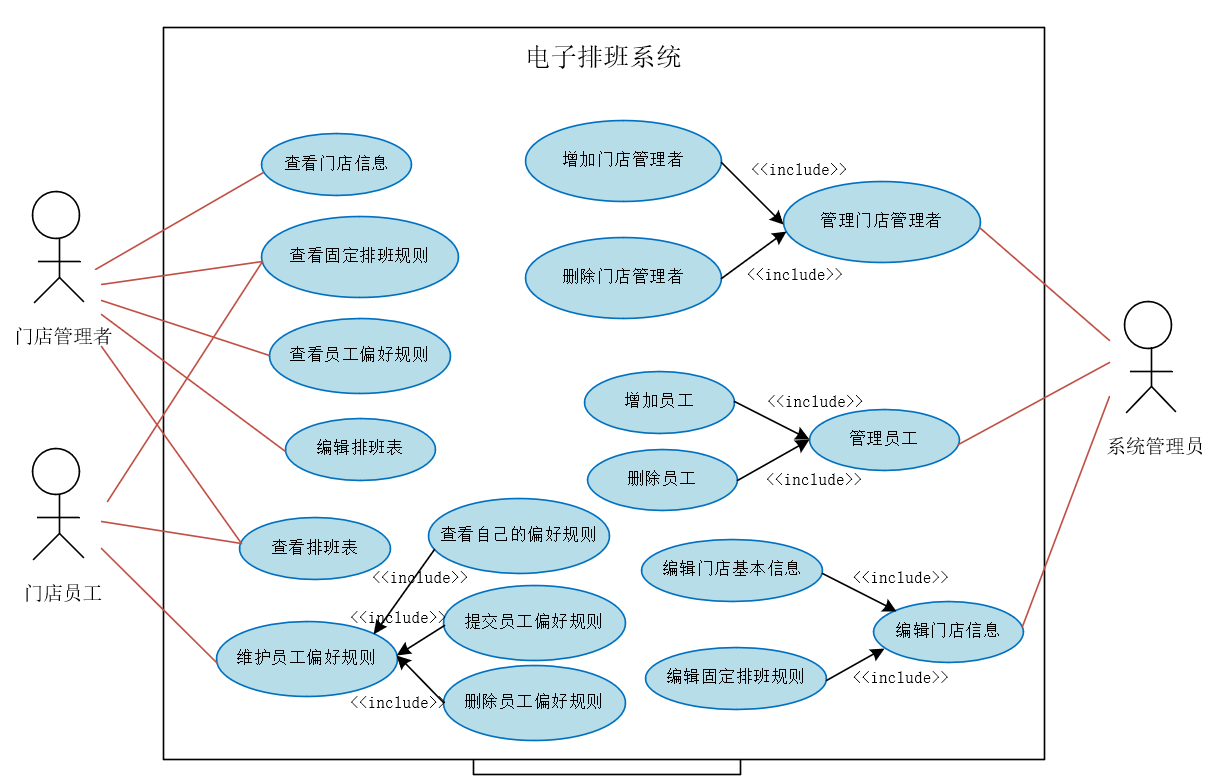 电子排班系统
查看门店信息
增加门店管理者
<<include>>
管理门店管理者
查看固定排班规则
删除门店管理者
<<include>>
门店管理者
查看员工偏好规则
增加员工
<<include>>
编辑排班表
管理员工
系统管理员
删除员工
<<include>>
查看排班表
查看自己的偏好规则
<<include>>
编辑门店基本信息
<<include>>
门店员工
<<include>>
提交员工偏好规则
编辑门店信息
维护员工偏好规则
编辑固定排班规则
<<include>>
<<include>>
删除员工偏好规则